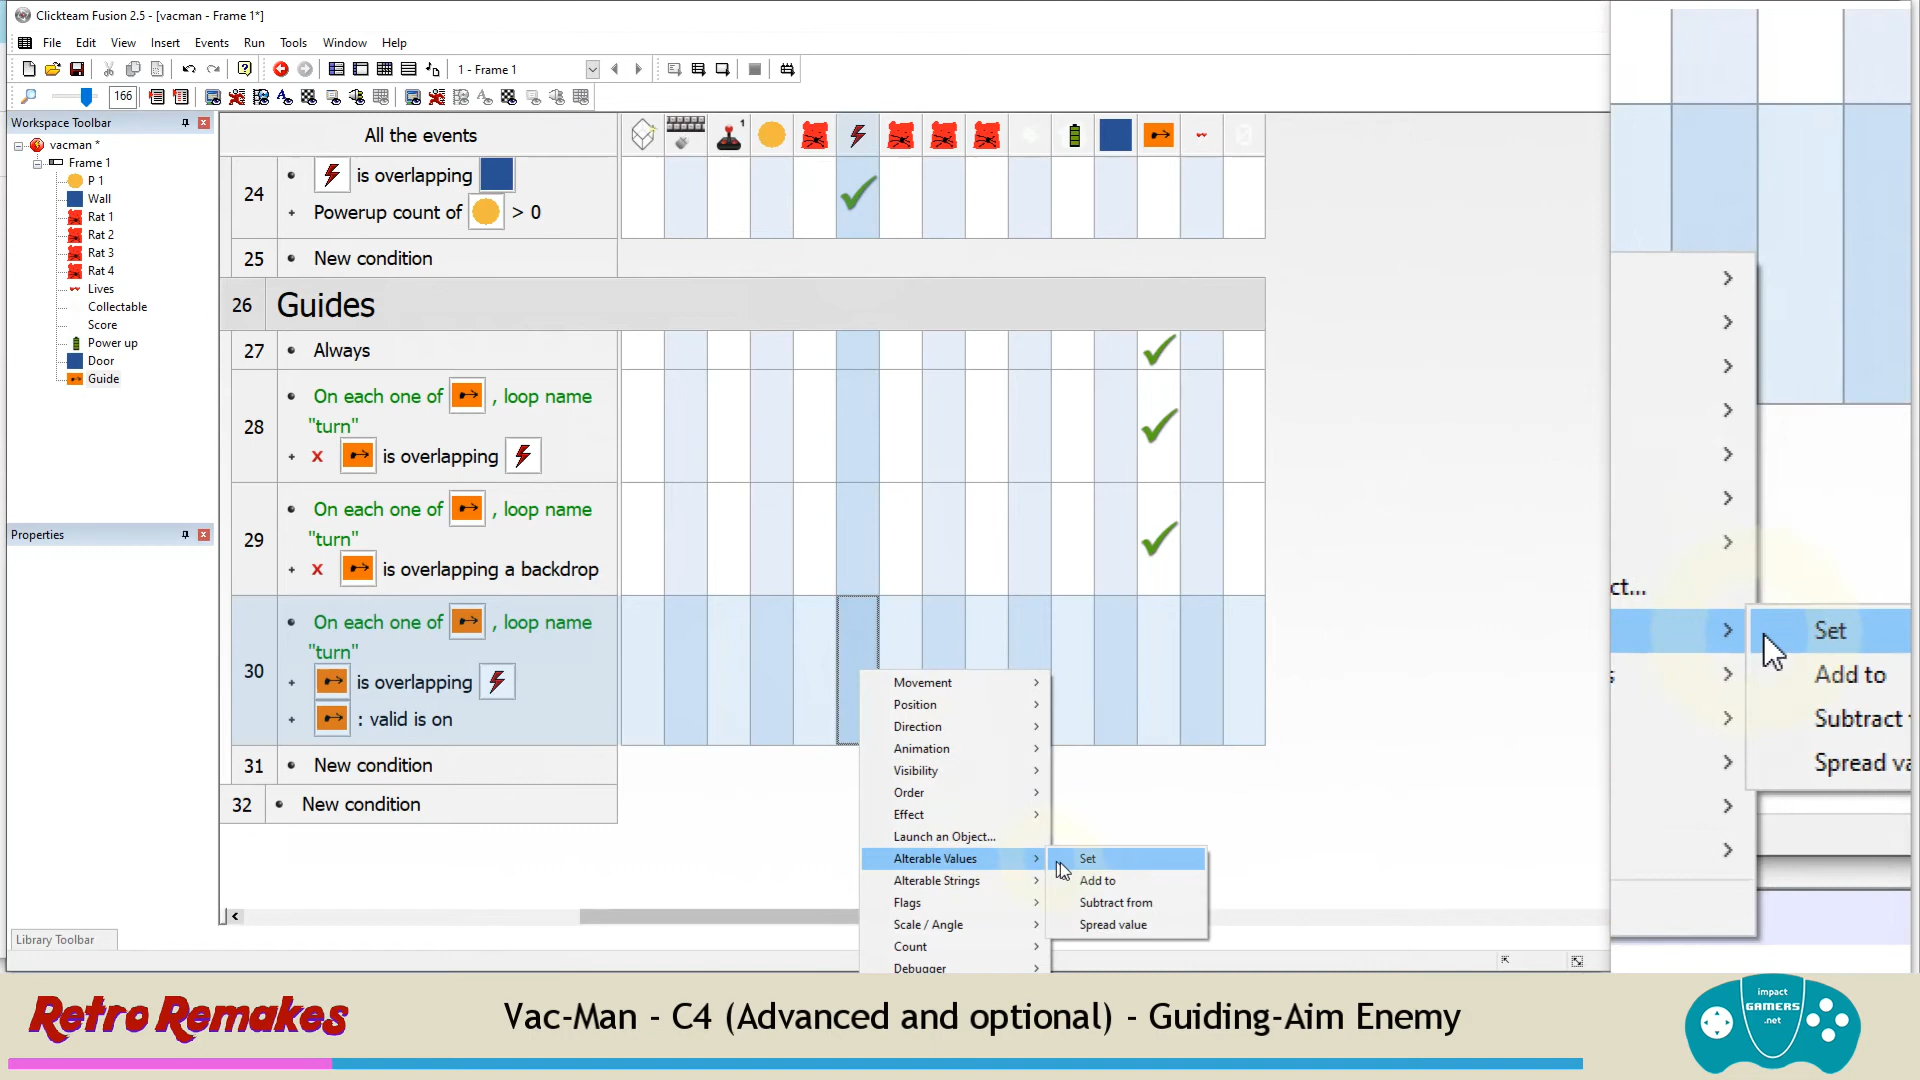 Clickteam Fusion 2.5 - [vacman - Frame 1*]
File Edit View Insert Events Run Tools Window Help
1 - Frame 1
166
Workspace Toolbar
vacman *
Frame 1
P 1
Wall
Rat 1
Rat 2
Rat 3
Rat 4
Lives
Collectable
Score
Power up
Door
Guide
Properties
Library Toolbar
All the events
1
24
is overlapping
Powerup count of > 0
25 New condition
26 Guides
27 Always
28
On each one of , loop name
"turn"
X is overlapping
29
On each one of , loop name
"turn"
X is overlapping a backdrop
30
On each one of , loop name
"turn"
is overlapping
: valid is on
31 New condition
32 New condition
Movement
Position
Direction
Animation
Visibility
Order
Effect
Launch an Object...
Alterable Values
Alterable Strings
Flags
Scale / Angle
Count
Debugger
Set
Add to
Subtract from
Spread value
ct...
Set
Add to
Subtract
Spread va
Retro Remakes
Vac-Man - C4 (Advanced and optional) - Guiding-Aim Enemy
impact
GAMERS
.net